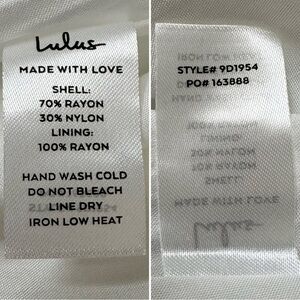 Lulus
MADE WITH LOVE
SHELL:
70% RAYON
30% NYLON
LINING:
100% RAYON
HAND WASH COLD
DO NOT BLEACH
LINE DRY
IRON LOW HEAT
STYLE# 9D1954
PO# 163888